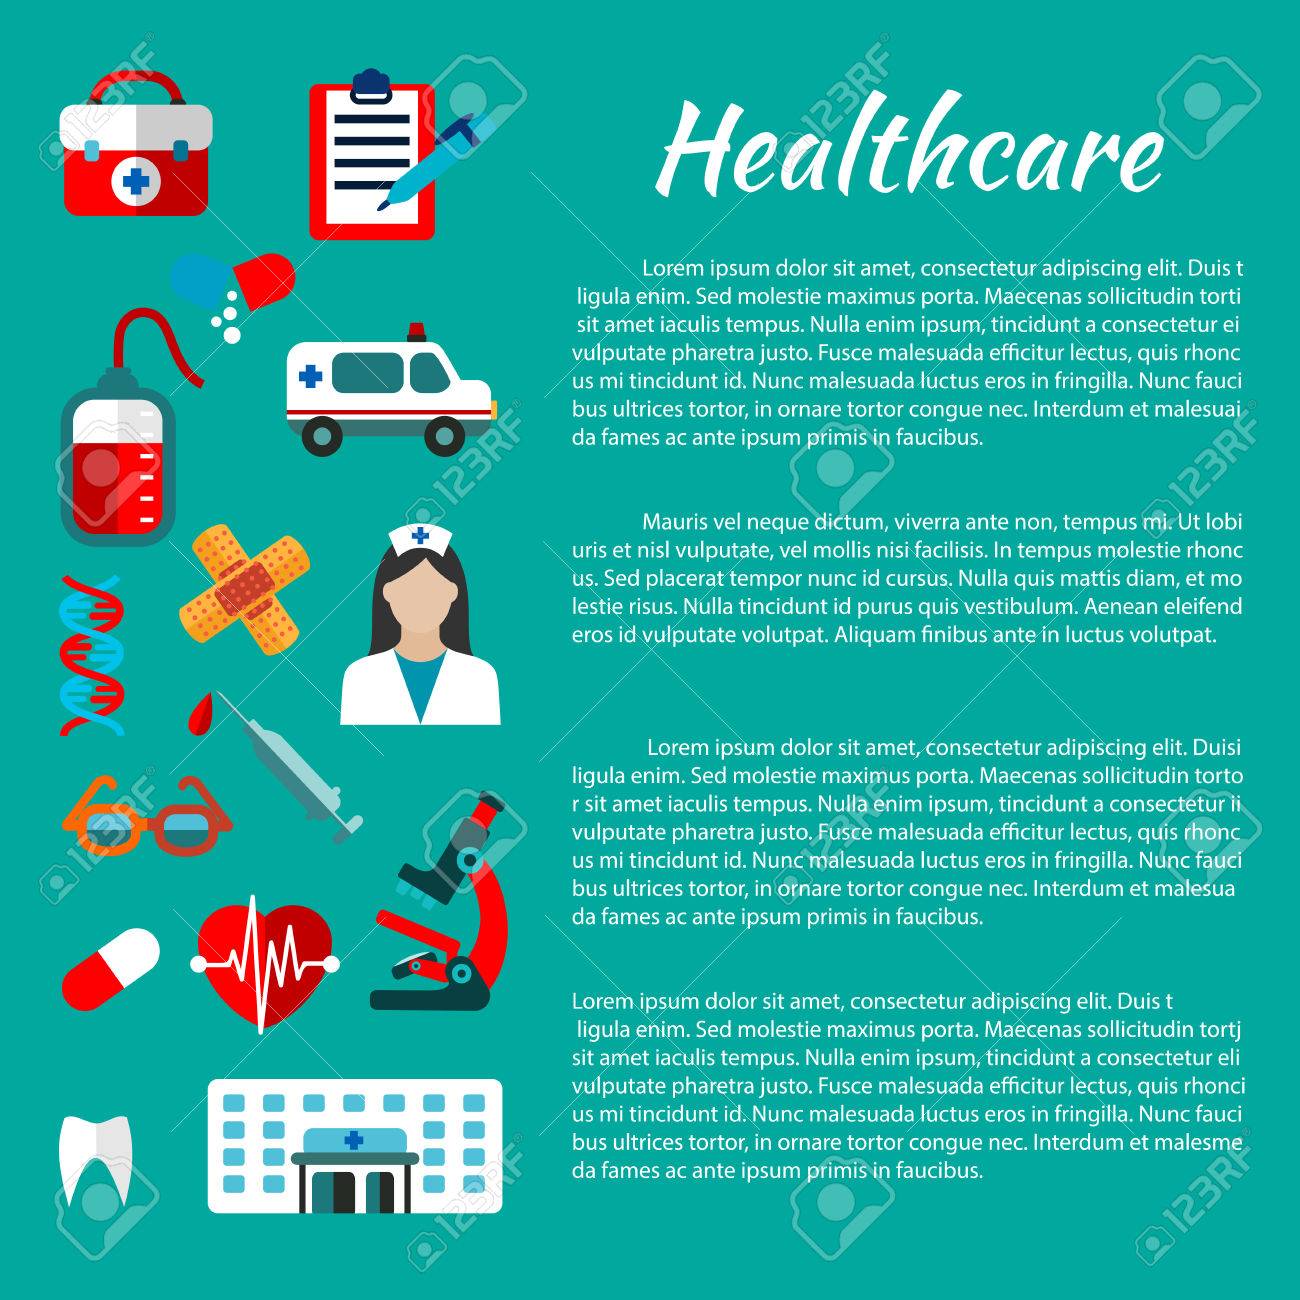 Healthcare
Lorem ipsum dolor sit amet, consectetur adipiscing elit. Duis t
ligula enim. Sed molestie maximus porta. Maecenas sollicitudin torti
sit amet iaculis tempus. Nulla enim ipsum, tincidunt a consectetur ei
vulputate pharetra justo. Fusce malesuada efficitur lectus, quis rhonc
us mi tincidunt id. Nunc malesuada luctus eros in fringilla. Nunc fauci
bus ultrices tortor, in ornare tortor congue nec. Interdum et malesuai
da fames ac ante ipsum primis in faucibus.
Mauris vel neque dictum, viverra ante non, tempus mi. Ut lobi
uris et nisl vulputate, vel mollis nisi facilisis. In tempus molestie rhonc
us. Sed placerat tempor nunc id cursus. Nulla quis mattis diam, et mo
lestie risus. Nulla tincidunt id purus quis vestibulum. Aenean eleifend
eros id vulputate volutpat. Aliquam finibus ante in luctus volutpat.
Lorem ipsum dolor sit amet, consectetur adipiscing elit. Duisi
ligula enim. Sed molestie maximus porta. Maecenas sollicitudin torto
r sit amet iaculis tempus. Nulla enim ipsum, tincidunt a consectetur ii
vulputate pharetra justo. Fusce malesuada efficitur lectus, quis rhonc
us mi tincidunt id. Nunc malesuada luctus eros in fringilla. Nunc fauci
bus ultrices tortor, in ornare tortor congue nec. Interdum et malesua
da fames ac ante ipsum primis in faucibus.
Lorem ipsum dolor sit amet, consectetur adipiscing elit. Duis t
ligula enim. Sed molestie maximus porta. Maecenas sollicitudin tortj
sit amet iaculis tempus. Nulla enim ipsum, tincidunt a consectetur eli
vulputate pharetra justo. Fusce malesuada efficitur lectus, quis rhonci
us mi tincidunt id. Nunc malesuada luctus eros in fringilla. Nunc fauci
bus ultrices tortor, in ornare tortor congue nec. Interdum et malesme
da fames ac ante ipsum primis in faucibus.
123RF